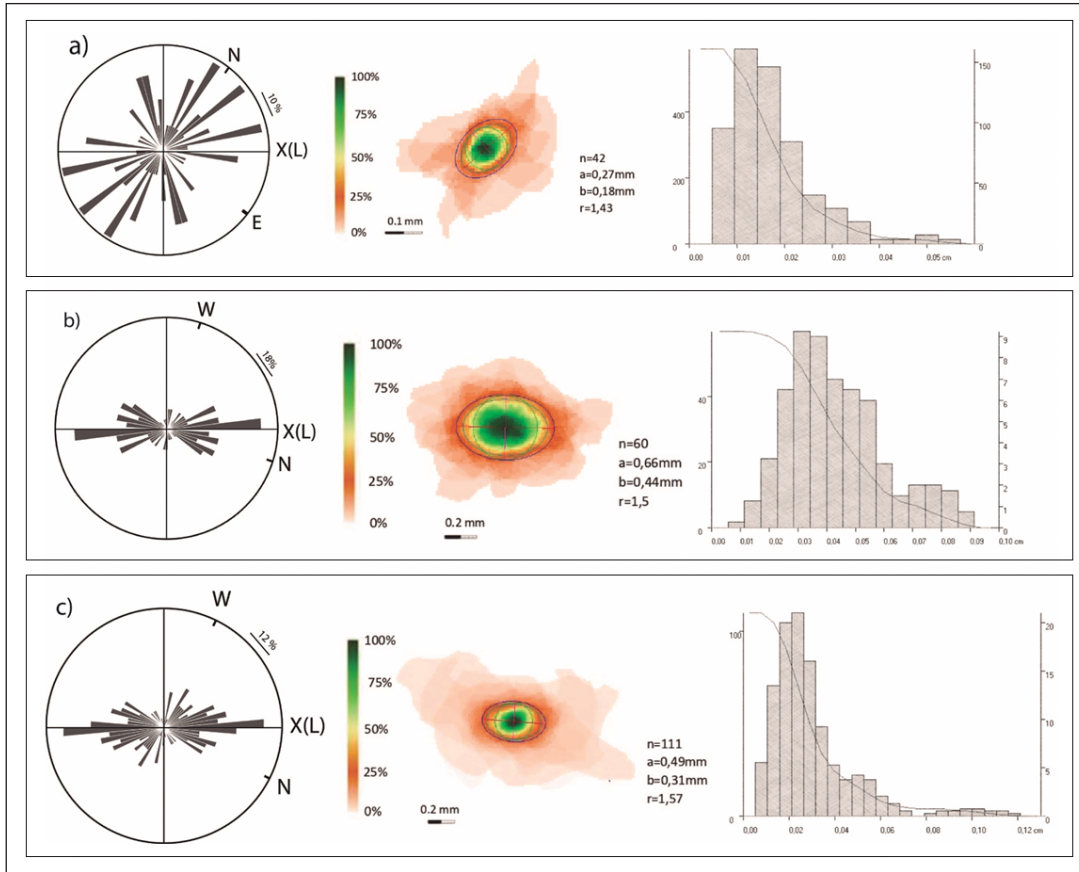 a)
N
10 %
X(L)
E
100%
75%
50%
25%
0%
0.1 mm
n=42
a=0,27mm
b=0,18mm
r=1,43
400
200
0
150
100
50
0
0.00 0.01 0.02 0.03 0.04 0.05 cm
b)
W
18%
X(L)
N
100%
75%
50%
25%
0%
0.2 mm
n=60
a=0,66mm
b=0,44mm
r=1,5
40
20
0
9
8
7
6
5
4
3
2
1
0
0.00 0.01 0,02 0,03 0,04 0.05 0.06 0.07 0.08 0.09 0.10 cm
c)
W
12 %
X(L)
N
100%
75%
50%
25%
0%
0.2 mm
n=111
a=0,49mm
b=0,31mm
r=1,57
100
0
20
15
10
5
0
0.00 0.02 0.04 0.06 0.08 0,10 0,12 cm